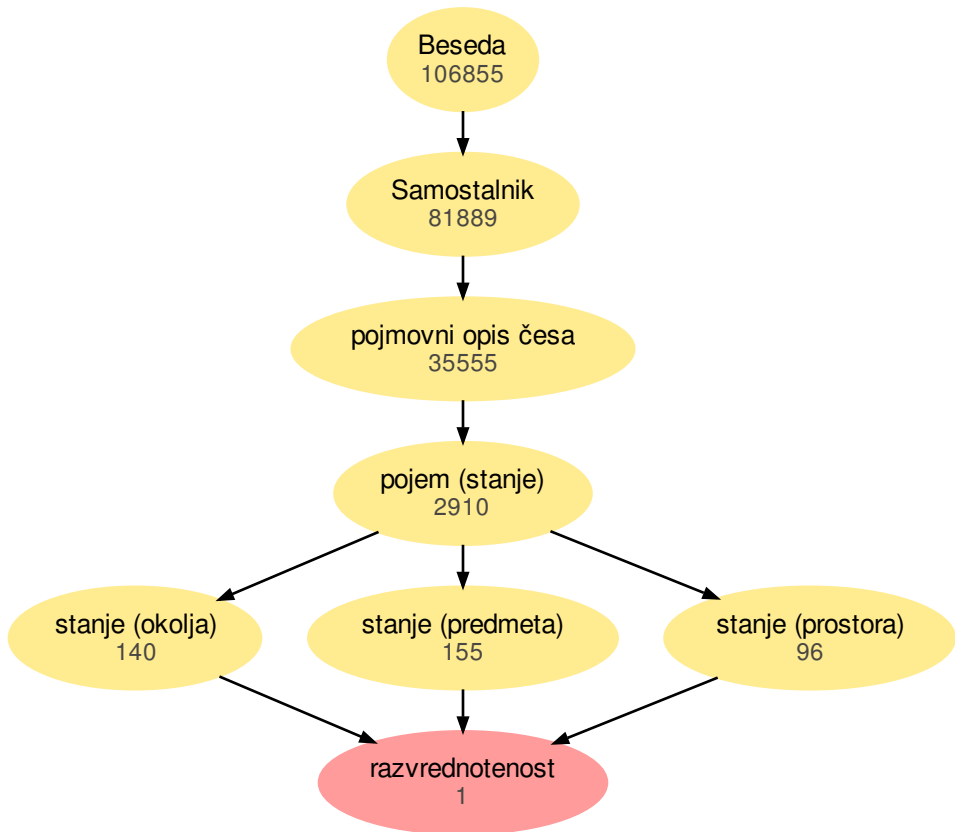 Beseda
106855
Samostalnik
81889
pojmovni opis česa
35555
pojem (stanje)
2910
stanje (okolja)
140
stanje (predmeta)
155
stanje (prostora)
96
razvrednotenost
1